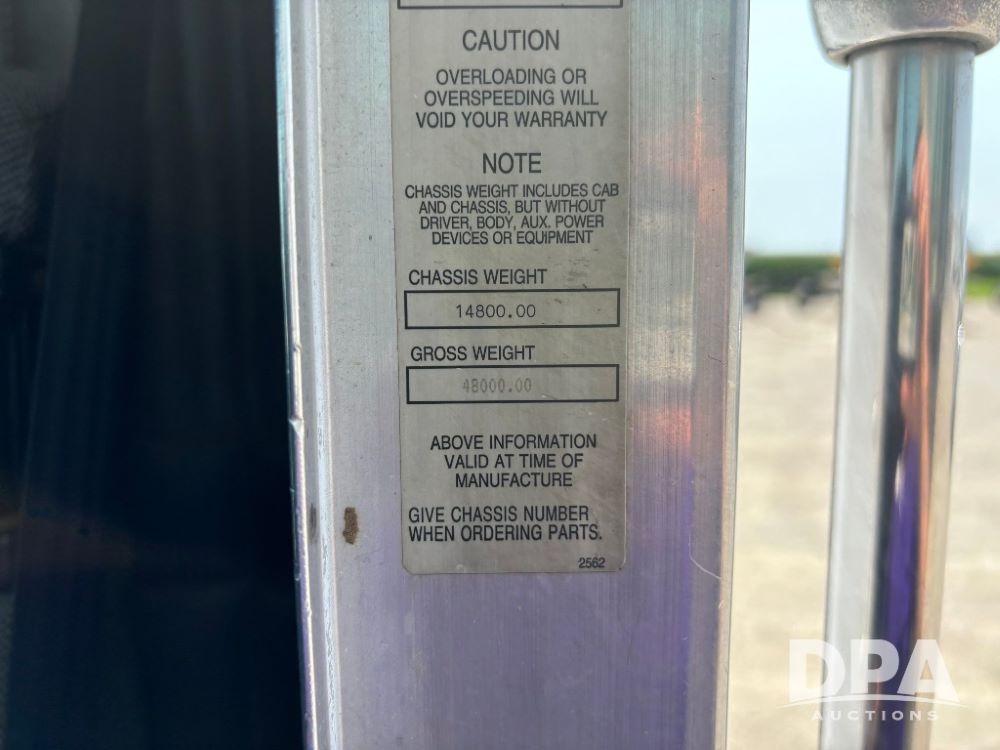 CAUTION
OVERLOADING OR
OVERSPEEDING WILL
VOID YOUR WARRANTY
NOTE
CHASSIS WEIGHT INCLUDES CAB
AND CHASSIS, BUT WITHOUT
DRIVER, BODY, AUX. POWER
DEVICES OR EQUIPMENT
CHASSIS WEIGHT
14800.00
GROSS WEIGHT
48000.00
ABOVE INFORMATION
VALID AT TIME OF
MANUFACTURE
GIVE CHASSIS NUMBER
WHEN ORDERING PARTS.
2562
DPA
AUCTIONS